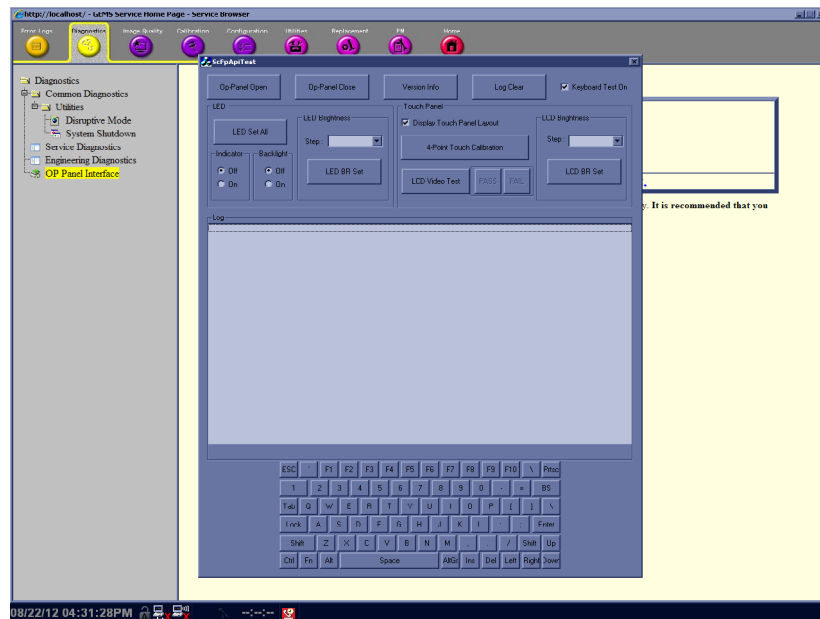 http://localhost/ - GEMS Service Home Page - Service Browser
Error Logs Diagnostics Image Quality Calibration Configuration Utilities Replacement PM Home
ScFpApiTest
Diagnostics
Common Diagnostics
Utilities
Disruptive Mode
System Shutdown
Service Diagnostics
Engineering Diagnostics
OP Panel Interface
Op-Panel Open Op-Panel Close Version Info Log Clear Keyboard Test On
LED
LED Set All
Indicator Backlight
Off Off
On On
LED Brightness
Step :
LED BR Set
Touch Panel
Display Touch Panel Layout
4-Point Touch Calibration
LCD Video Test PASS FAIL
LCD Brightness
Step :
LCD BR Set
y. It is recommended that you
Log
ESC ` F1 F2 F3 F4 F5 F6 F7 F8 F9 F10 \ Prtsc
1 2 3 4 5 6 7 8 9 0 - = BS
Tab Q W E R T Y U I O P [ ] \
Lock A S D F G H J K L ; : Enter
Shift Z X C V B N M , . / Shift Up
Ctrl Fn Alt Space AltGr Ins Del Left Right Down
08/22/12 04:31:28PM --:--:--